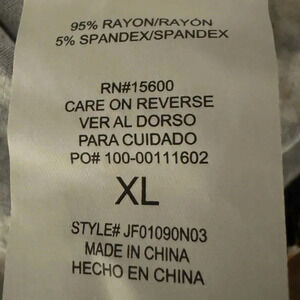 95% RAYON/RAYÓN
5% SPANDEX/SPANDEX
RN#15600
CARE ON REVERSE
VER AL DORSO
PARA CUIDADO
PO# 100-00111602
XL
STYLE# JF01090N03
MADE IN CHINA
HECHO EN CHINA